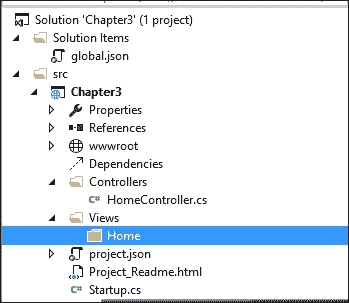 Solution 'Chapter3' (1 project)
Solution Items
global.json
src
Chapter3
Properties
References
wwwroot
Dependencies
Controllers
C# HomeController.cs
Views
Home
project.json
Project_Readme.html
C# Startup.cs